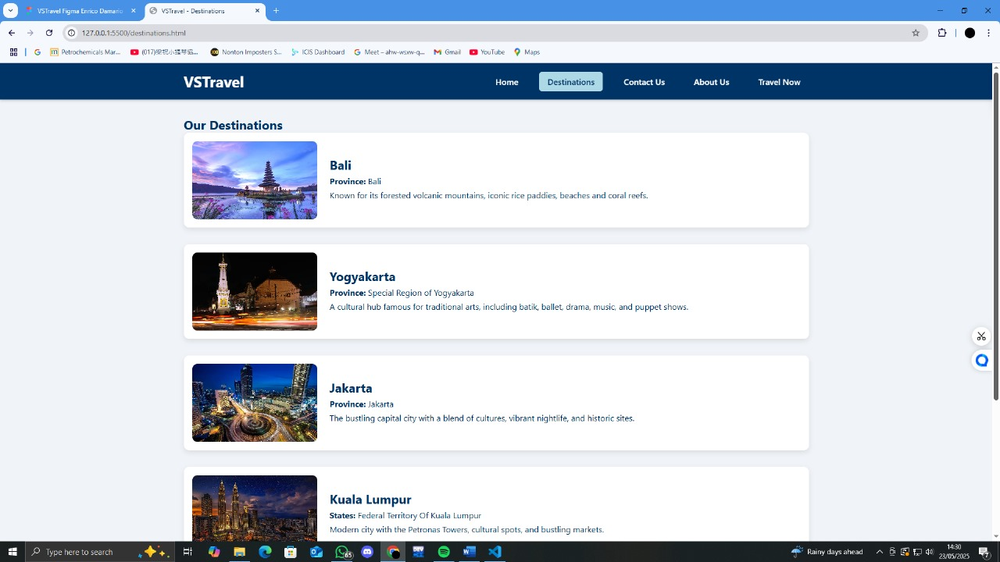 VSTravel Figma Enrico Damario
VSTravel - Destinations
127.0.0.1:5500/destinations.html
Petrochemicals Mar...
Nonton Imposters S...
ICIS Dashboard
Meet – ahw-wsxw-q...
Gmail
YouTube
Maps
VSTravel
Home
Destinations
Contact Us
About Us
Travel Now
Our Destinations
Bali
Province: Bali
Known for its forested volcanic mountains, iconic rice paddies, beaches and coral reefs.
Yogyakarta
Province: Special Region of Yogyakarta
A cultural hub famous for traditional arts, including batik, ballet, drama, music, and puppet shows.
Jakarta
Province: Jakarta
The bustling capital city with a blend of cultures, vibrant nightlife, and historic sites.
Kuala Lumpur
States: Federal Territory Of Kuala Lumpur
Modern city with the Petronas Towers, cultural spots, and bustling markets.
Type here to search
65
Rainy days ahead
14:30
23/05/2025